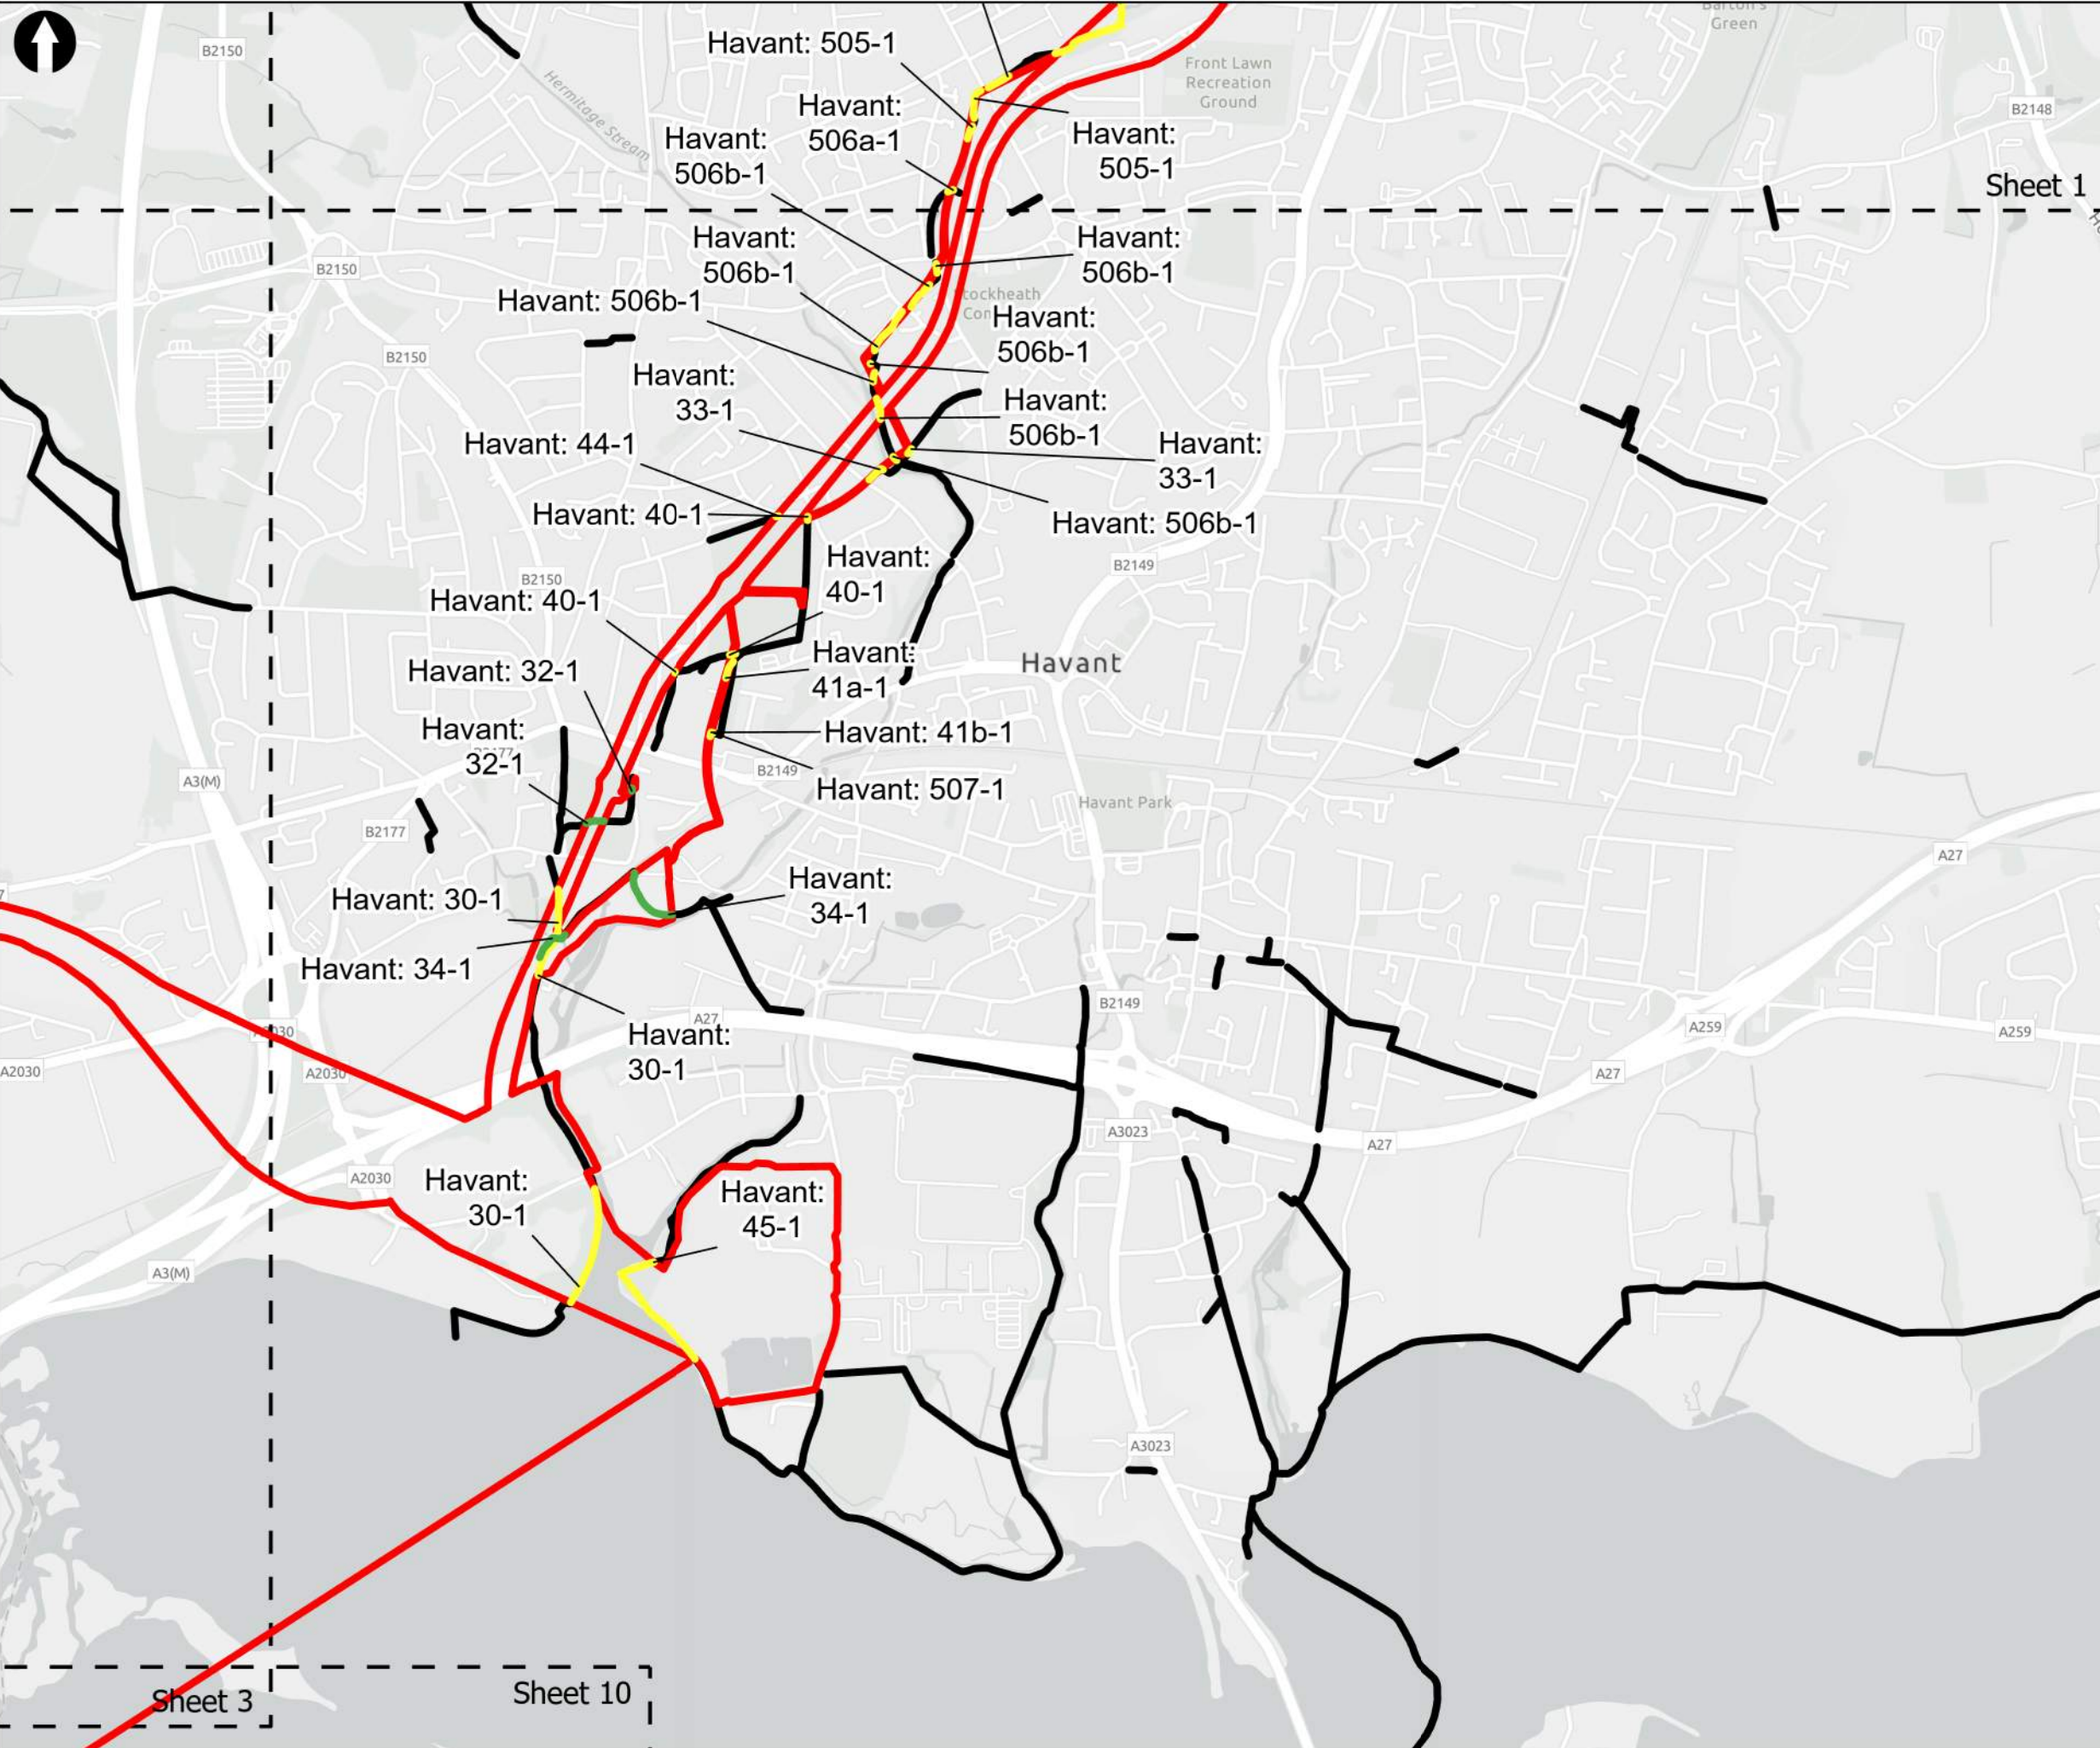 Barton's
Green
B2150
Havant: 505-1
Front Lawn
Recreation
Ground
Hermitage Stream
Havant:
506a-1
B2148
Havant:
506b-1
Havant:
505-1
Sheet 1
Havant:
506b-1
Havant:
506b-1
B2150
Havant: 506b-1
Havant:
506b-1
B2150
Havant:
33-1
Havant:
506b-1
Havant: 44-1
Havant:
33-1
Havant: 40-1
Havant: 506b-1
Havant:
40-1
B2149
B2150
Havant: 40-1
Havant:
41a-1
Havant
Havant: 32-1
Havant:
32-1
Havant: 41b-1
A3(M)
B2149
Havant: 507-1
Havant Park
B2177
A27
Havant: 30-1
Havant:
34-1
Havant: 34-1
B2149
A27
Havant:
30-1
A259
A259
A2030
A2030
A27
A3023
A27
A2030
Havant:
30-1
Havant:
45-1
A3(M)
A3023
Sheet 3
Sheet 10